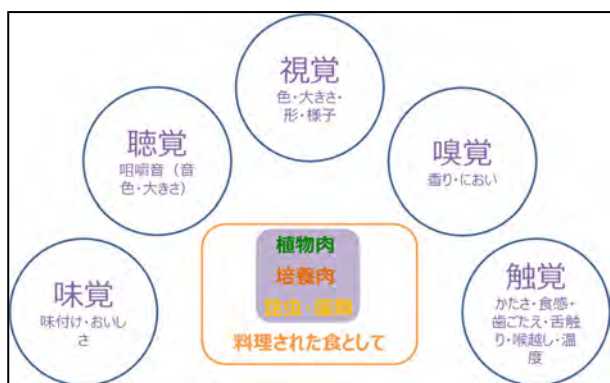 視覚
色・大きさ・
形・様子
聴覚
咀嚼音（音
色・大きさ）
嗅覚
香り・におい
味覚
味付け・おいし
さ
植物肉
培養肉
昆虫・藻類
料理された食として
触覚
かたさ・食感・
歯ごたえ・舌触
り・喉越し・温
度